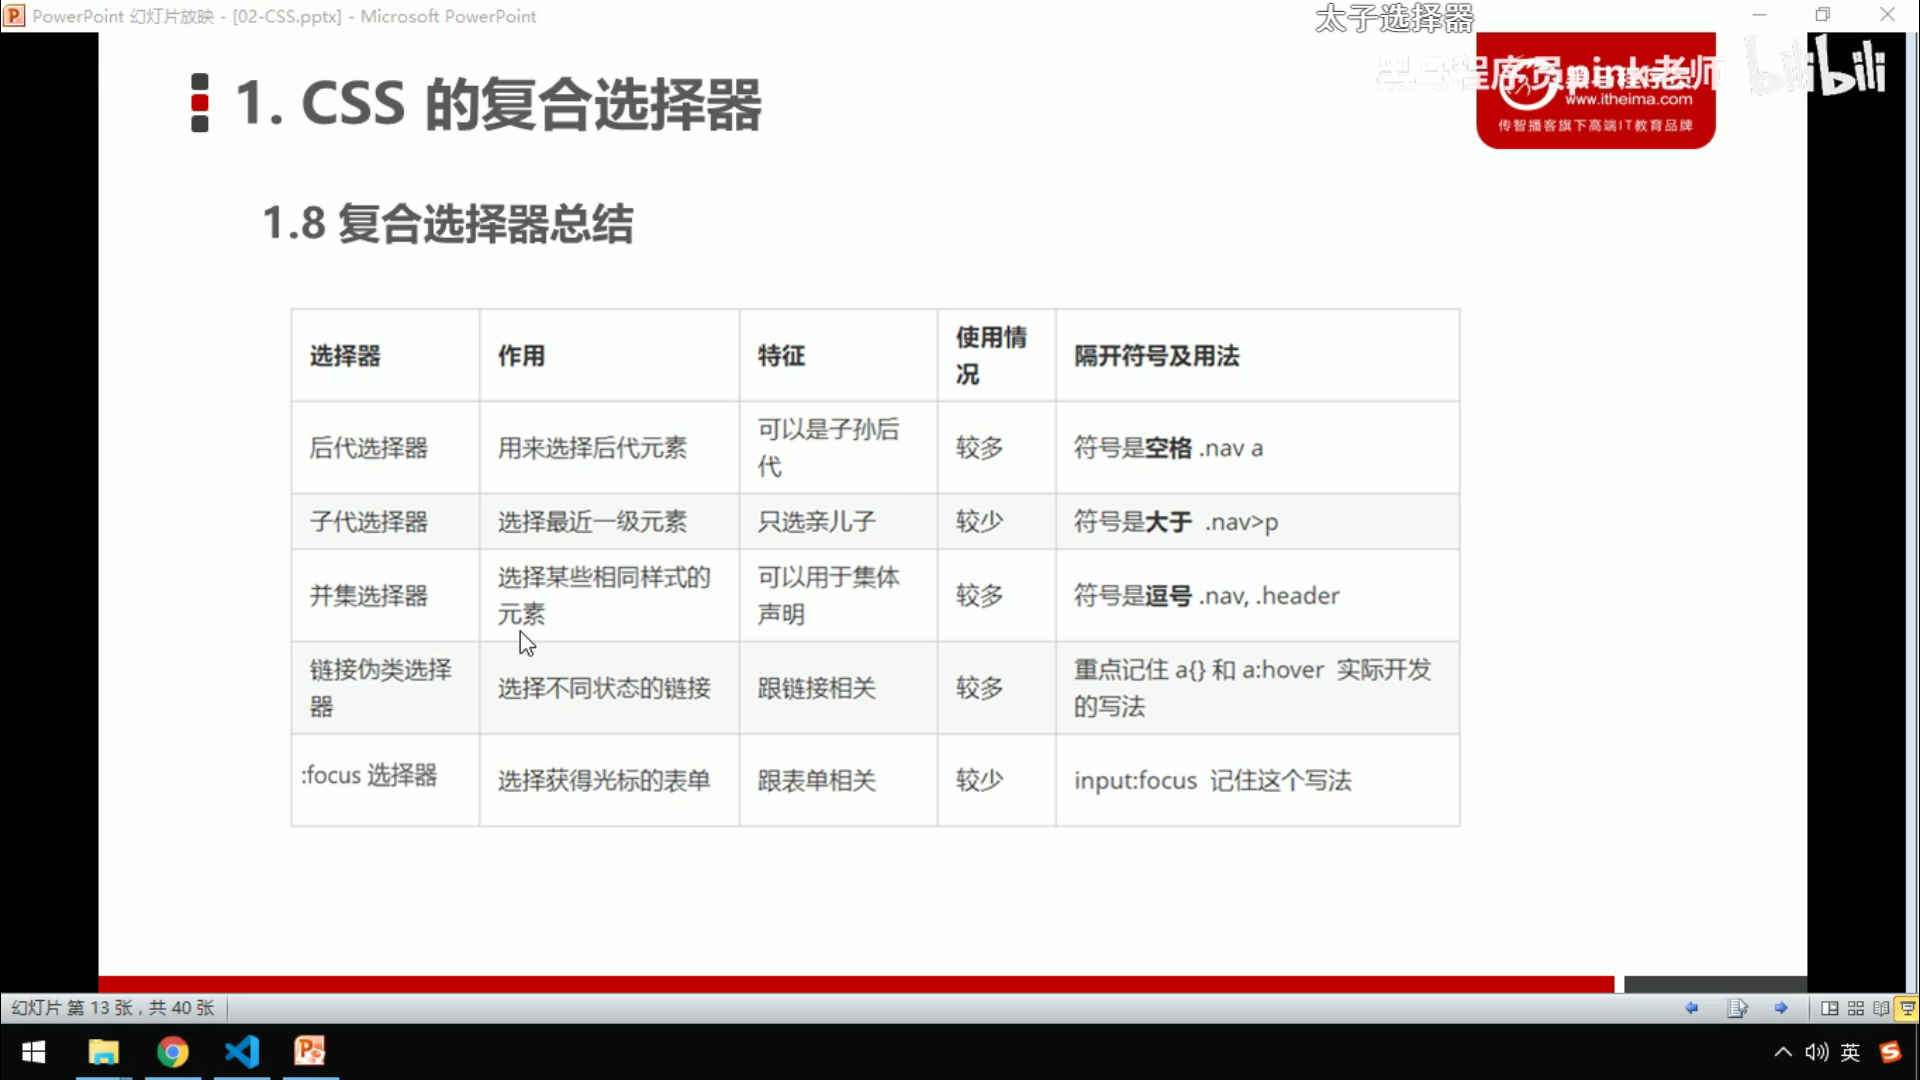 PowerPoint 幻灯片放映 - [02-CSS.pptx] - Microsoft PowerPoint
太子选择器
黑马程序员pink老师
bilibili
www.itheima.com
传智播客旗下高端IT教育品牌
1. CSS 的复合选择器
1.8 复合选择器总结
选择器
作用
特征
使用情
况
隔开符号及用法
后代选择器
用来选择后代元素
可以是子孙后
代
较多
符号是空格 .nav a
子代选择器
选择最近一级元素
只选亲儿子
较少
符号是大于 .nav>p
并集选择器
选择某些相同样式的
元素
可以用于集体
声明
较多
符号是逗号 .nav, .header
链接伪类选择
器
选择不同状态的链接
跟链接相关
较多
重点记住 a{} 和 a:hover 实际开发
的写法
:focus 选择器
选择获得光标的表单
跟表单相关
较少
input:focus 记住这个写法
幻灯片 第 13 张，共 40 张
英